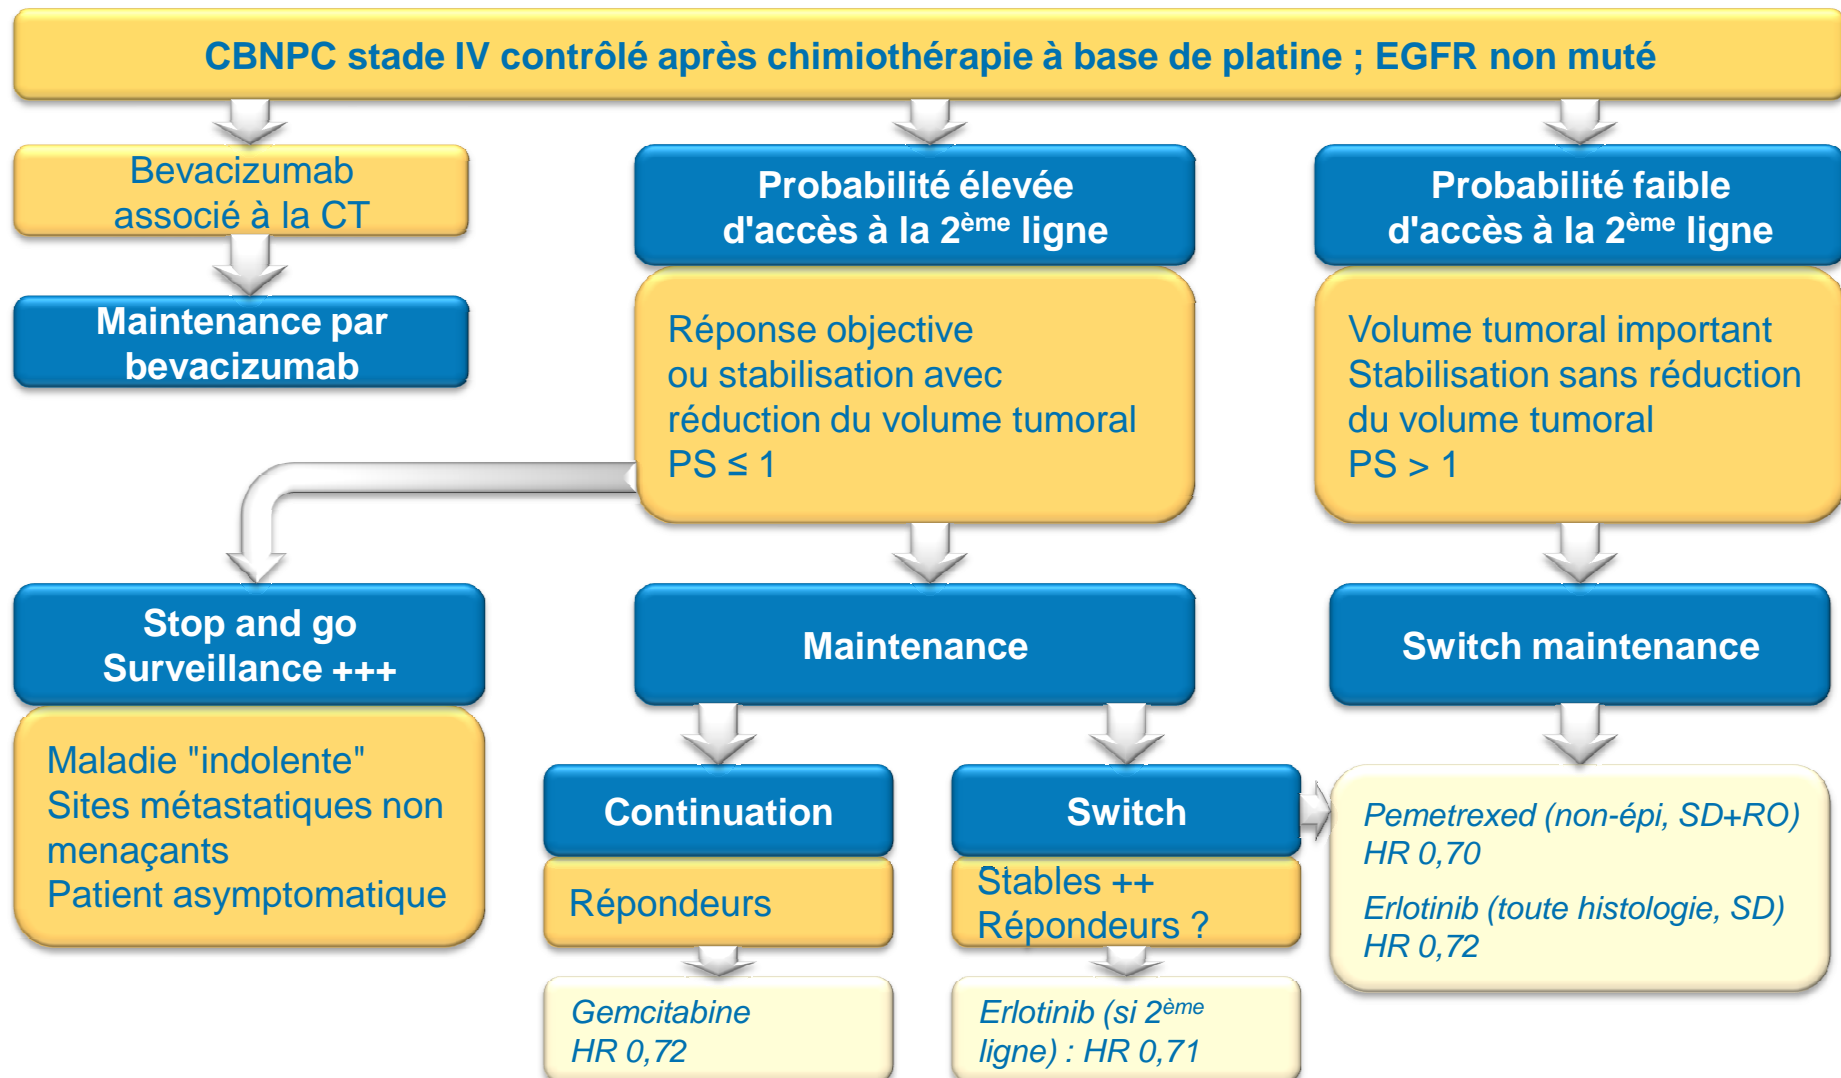 CBNPC stade IV contrôlé après chimiothérapie à base de platine ; EGFR non muté
Bevacizumab
associé à la CT
Maintenance par
bevacizumab
Probabilité élevée
d'accès à la 2ème ligne
Réponse objective
ou stabilisation avec
réduction du volume tumoral
PS ≤ 1
Probabilité faible
d'accès à la 2ème ligne
Volume tumoral important
Stabilisation sans réduction
du volume tumoral
PS > 1
Stop and go
Surveillance +++
Maladie "indolente"
Sites métastatiques non
menaçants
Patient asymptomatique
Maintenance
Continuation
Répondeurs
Gemcitabine
HR 0,72
Switch
Stables ++
Répondeurs ?
Erlotinib (si 2ème
ligne) : HR 0,71
Switch maintenance
Pemetrexed (non-épi, SD+RO)
HR 0,70
Erlotinib (toute histologie, SD)
HR 0,72